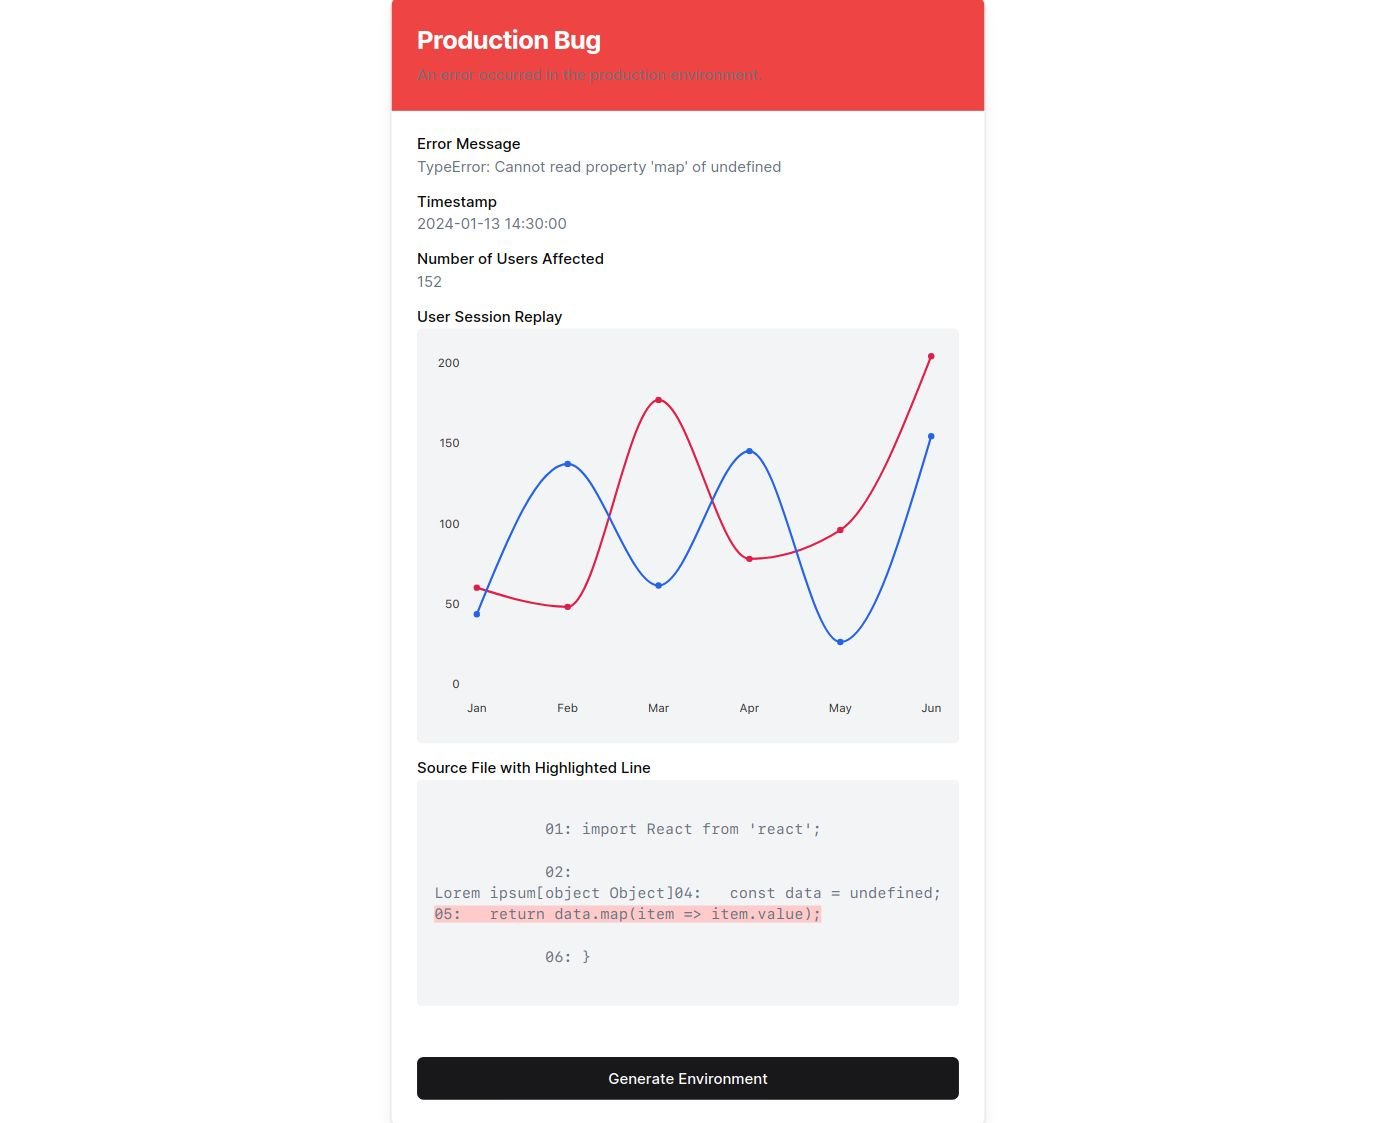 Production Bug
An error occurred in the production environment.
Error Message
TypeError: Cannot read property 'map' of undefined
Timestamp
2024-01-13 14:30:00
Number of Users Affected
152
User Session Replay
200
150
100
50
0
Jan Feb Mar Apr May Jun
Source File with Highlighted Line
01: import React from 'react';
02:
Lorem ipsum[object Object]04:   const data = undefined;
05:   return data.map(item => item.value);
06: }
Generate Environment